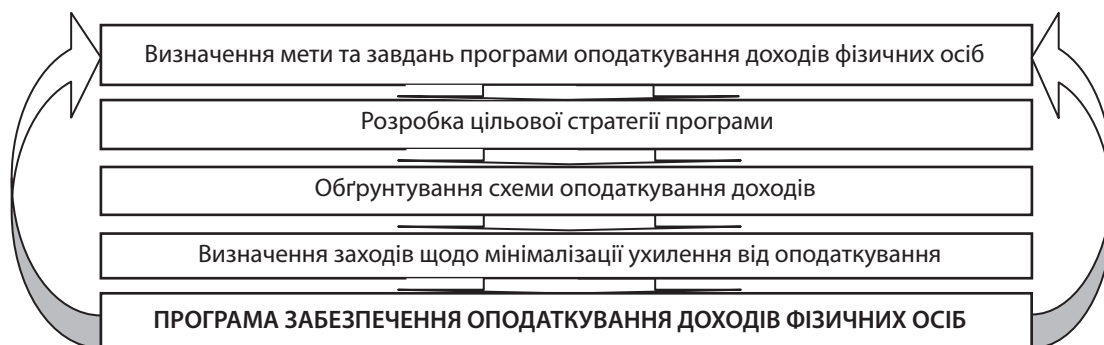 Визначення мети та завдань програми оподаткування доходів фізичних осіб
Розробка цільової стратегії програми
Обґрунтування схеми оподаткування доходів
Визначення заходів щодо мінімалізації ухилення від оподаткування
ПРОГРАМА ЗАБЕЗПЕЧЕННЯ ОПОДАТКУВАННЯ ДОХОДІВ ФІЗИЧНИХ ОСІБ